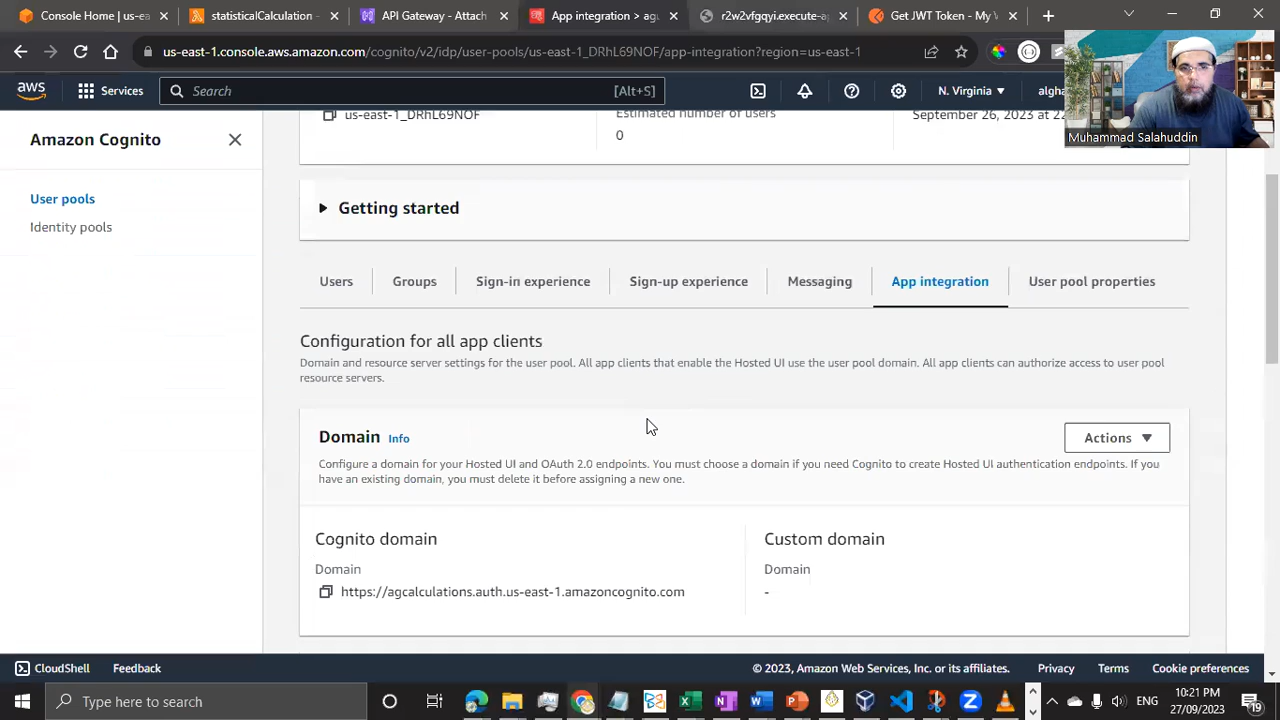 Console Home | us-e
statisticalCalculation -
API Gateway - Attach
App integration > ag
r2w2vfgqyi.execute-a
Get JWT Token - My
us-east-1.console.aws.amazon.com/cognito/v2/idp/user-pools/us-east-1_DRhL69NOF/app-integration?region=us-east-1
aws
Services
Search
[Alt+S]
N. Virginia
algha
Muhammad Salahuddin
Amazon Cognito
User pools
Identity pools
us-east-1_DRhL69NOF
Estimated number of users
0
September 26, 2023 at 22
Getting started
Users
Groups
Sign-in experience
Sign-up experience
Messaging
App integration
User pool properties
Configuration for all app clients
Domain and resource server settings for the user pool. All app clients that enable the Hosted UI use the user pool domain. All app clients can authorize access to user pool
resource servers.
Domain Info
Actions
Configure a domain for your Hosted UI and OAuth 2.0 endpoints. You must choose a domain if you need Cognito to create Hosted UI authentication endpoints. If you
have an existing domain, you must delete it before assigning a new one.
Cognito domain
Domain
https://agcalculations.auth.us-east-1.amazoncognito.com
Custom domain
Domain
-
CloudShell
Feedback
© 2023, Amazon Web Services, Inc. or its affiliates.
Privacy
Terms
Cookie preferences
Type here to search
ENG
10:21 PM
27/09/2023
19